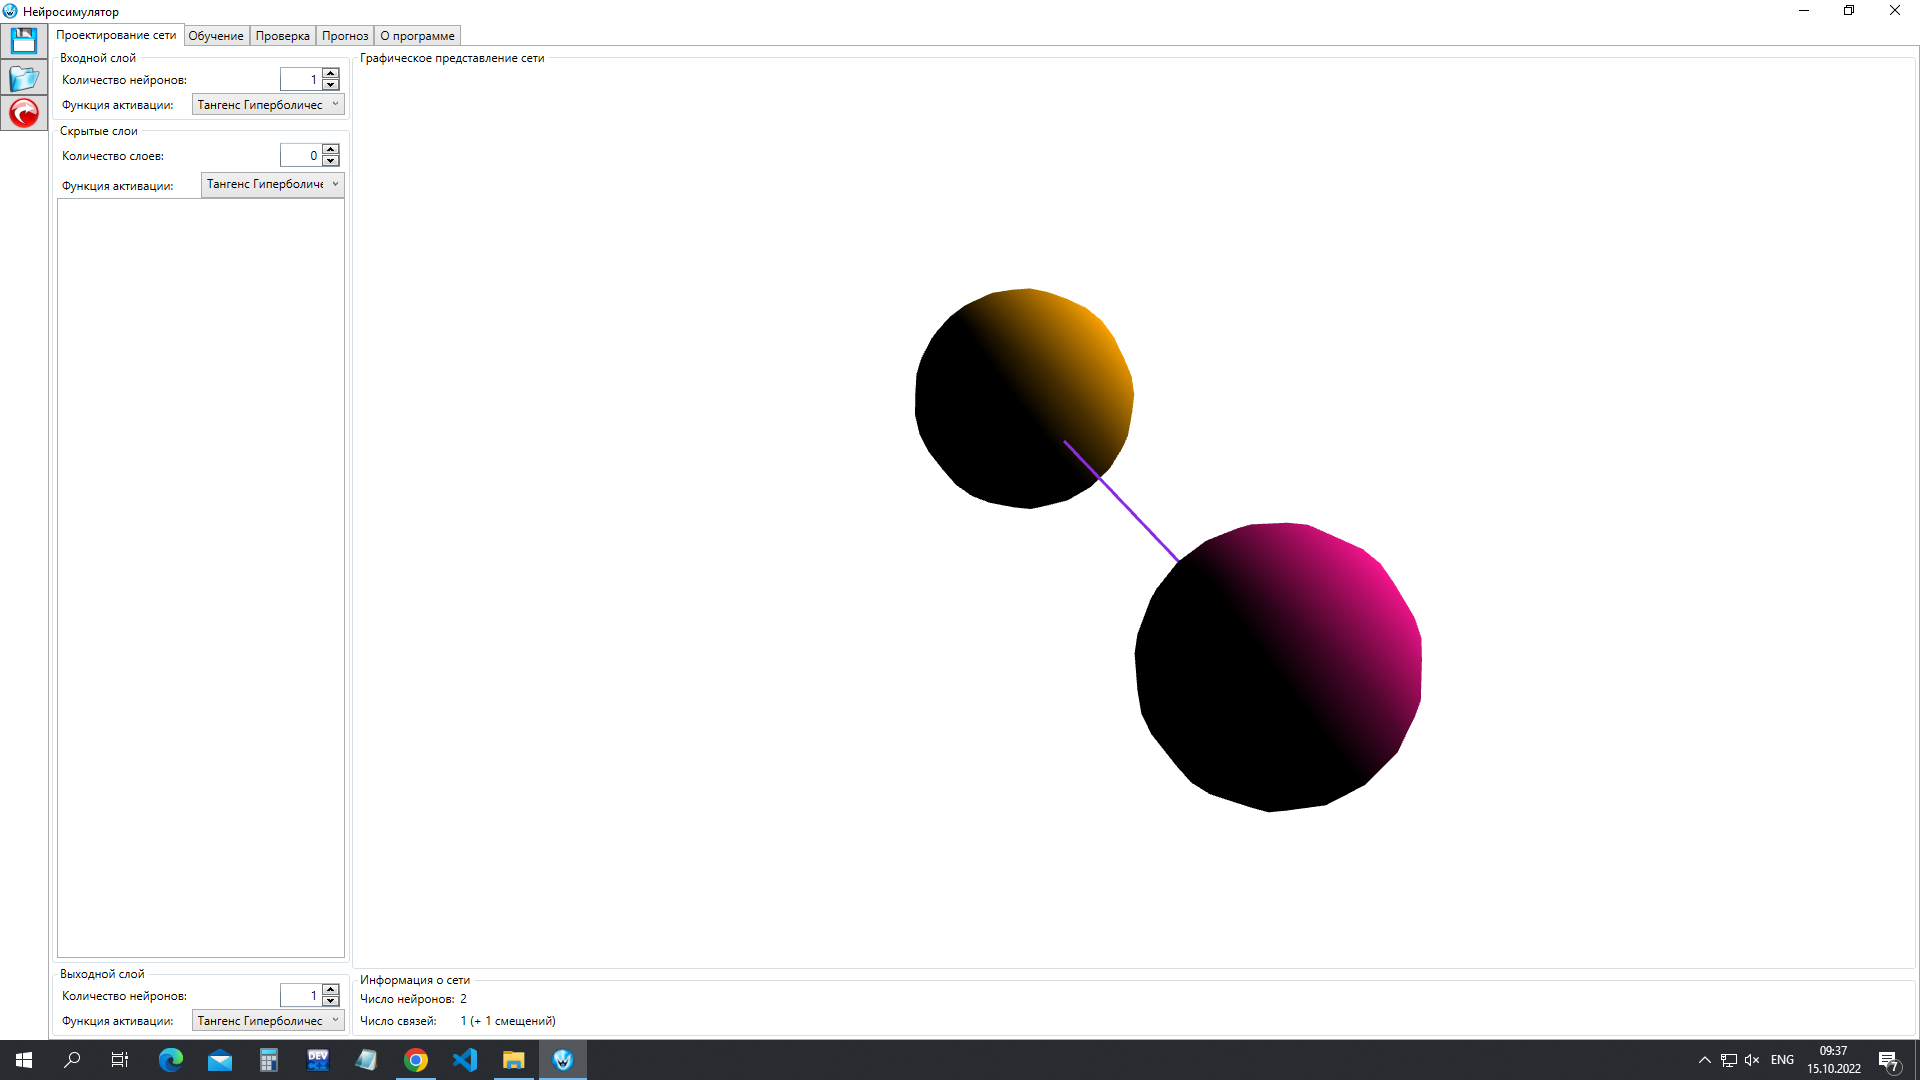 Нейросимулятор
Проектирование сети
Обучение
Проверка
Прогноз
О программе
Входной слой
Количество нейронов: 1
Функция активации: Тангенс Гиперболичес
Скрытые слои
Количество слоев: 0
Функция активации: Тангенс Гиперболиче
Выходной слой
Количество нейронов: 1
Функция активации: Тангенс Гиперболичес
Графическое представление сети
Информация о сети
Число нейронов: 2
Число связей: 1 (+ 1 смещений)
DEV
C++
ENG
09:37
15.10.2022
7